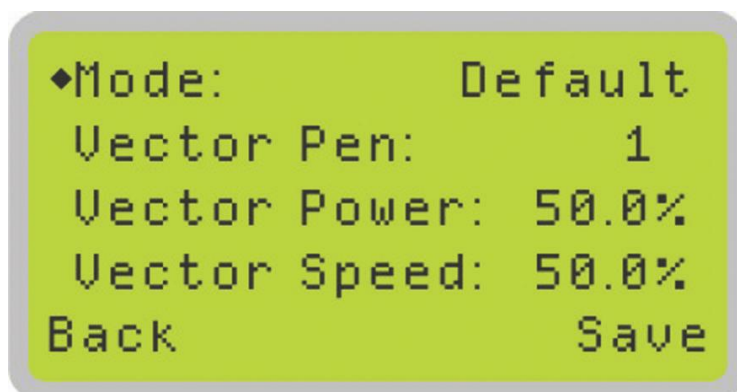 ◆Mode: Default
Vector Pen: 1
Vector Power: 50.0%
Vector Speed: 50.0%
Back Save